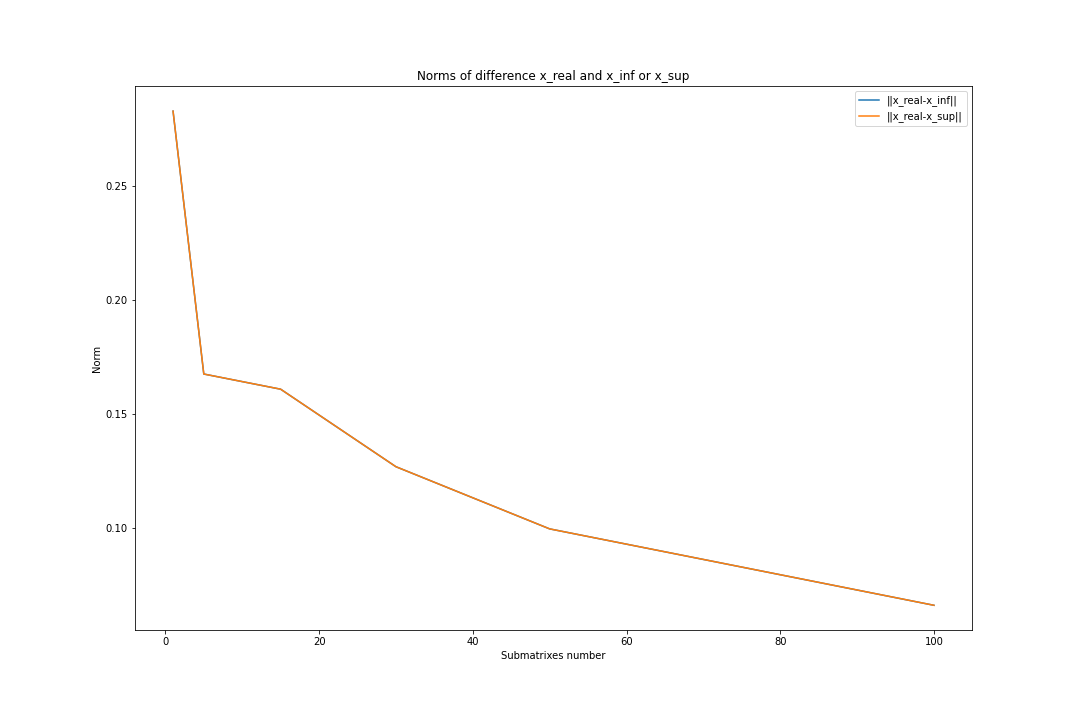 Norms of difference x_real and x_inf or x_sup
||x_real-x_inf||
||x_real-x_sup||
0.25
0.20
0.15
0.10
Norm
0 20 40 60 80 100
Submatrixes number